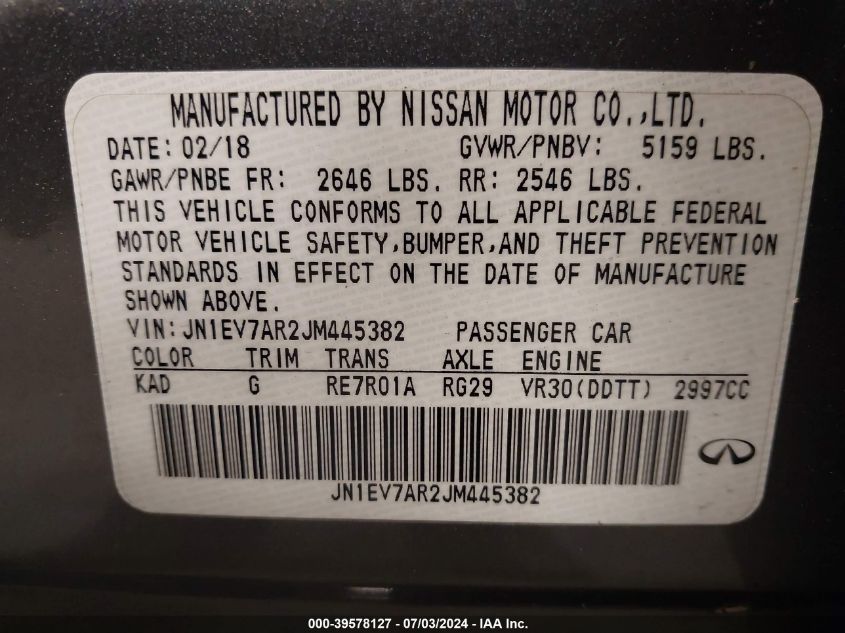 MANUFACTURED BY NISSAN MOTOR CO.,LTD.
DATE: 02/18 GVWR/PNBV: 5159 LBS.
GAWR/PNBE FR: 2646 LBS. RR: 2546 LBS.
THIS VEHICLE CONFORMS TO ALL APPLICABLE FEDERAL
MOTOR VEHICLE SAFETY,BUMPER,AND THEFT PREVENTION
STANDARDS IN EFFECT ON THE DATE OF MANUFACTURE
SHOWN ABOVE.
VIN:JN1EV7AR2JM445382 PASSENGER CAR
COLOR TRIM TRANS AXLE ENGINE
KAD G RE7R01A RG29 VR30(DDTT) 2997CC
JN1EV7AR2JM445382
000-39578127 - 07/03/2024 - IAA Inc.